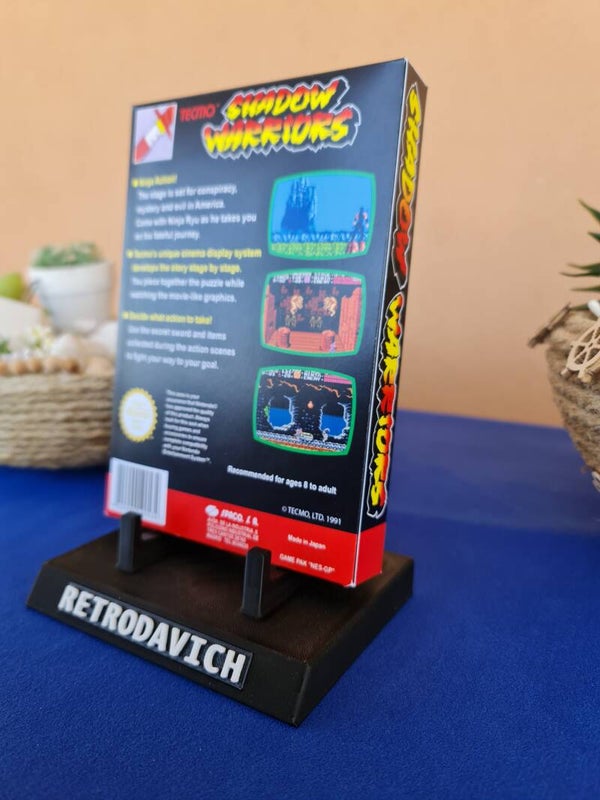 TECMO
SHADOW
WARRIORS
Ninja Action!
The stage is set for conspiracy,
mystery and evil in America.
Come with Ninja Ryu as he takes you
on his fateful journey.
Tecmo's unique cinema display system
develops the story stage by stage.
You piece together the puzzle while
watching the movie-like graphics.
Decide what action to take!
Use the secret sword and items
collected during the action scenes
to fight your way to your goal.
Recommended for ages 8 to adult
© TECMO, LTD. 1991
SPACO, S. A.
Made in Japan
GAME PAK "NES-GP"
SHADOW WARRIORS
RETRODAVICH